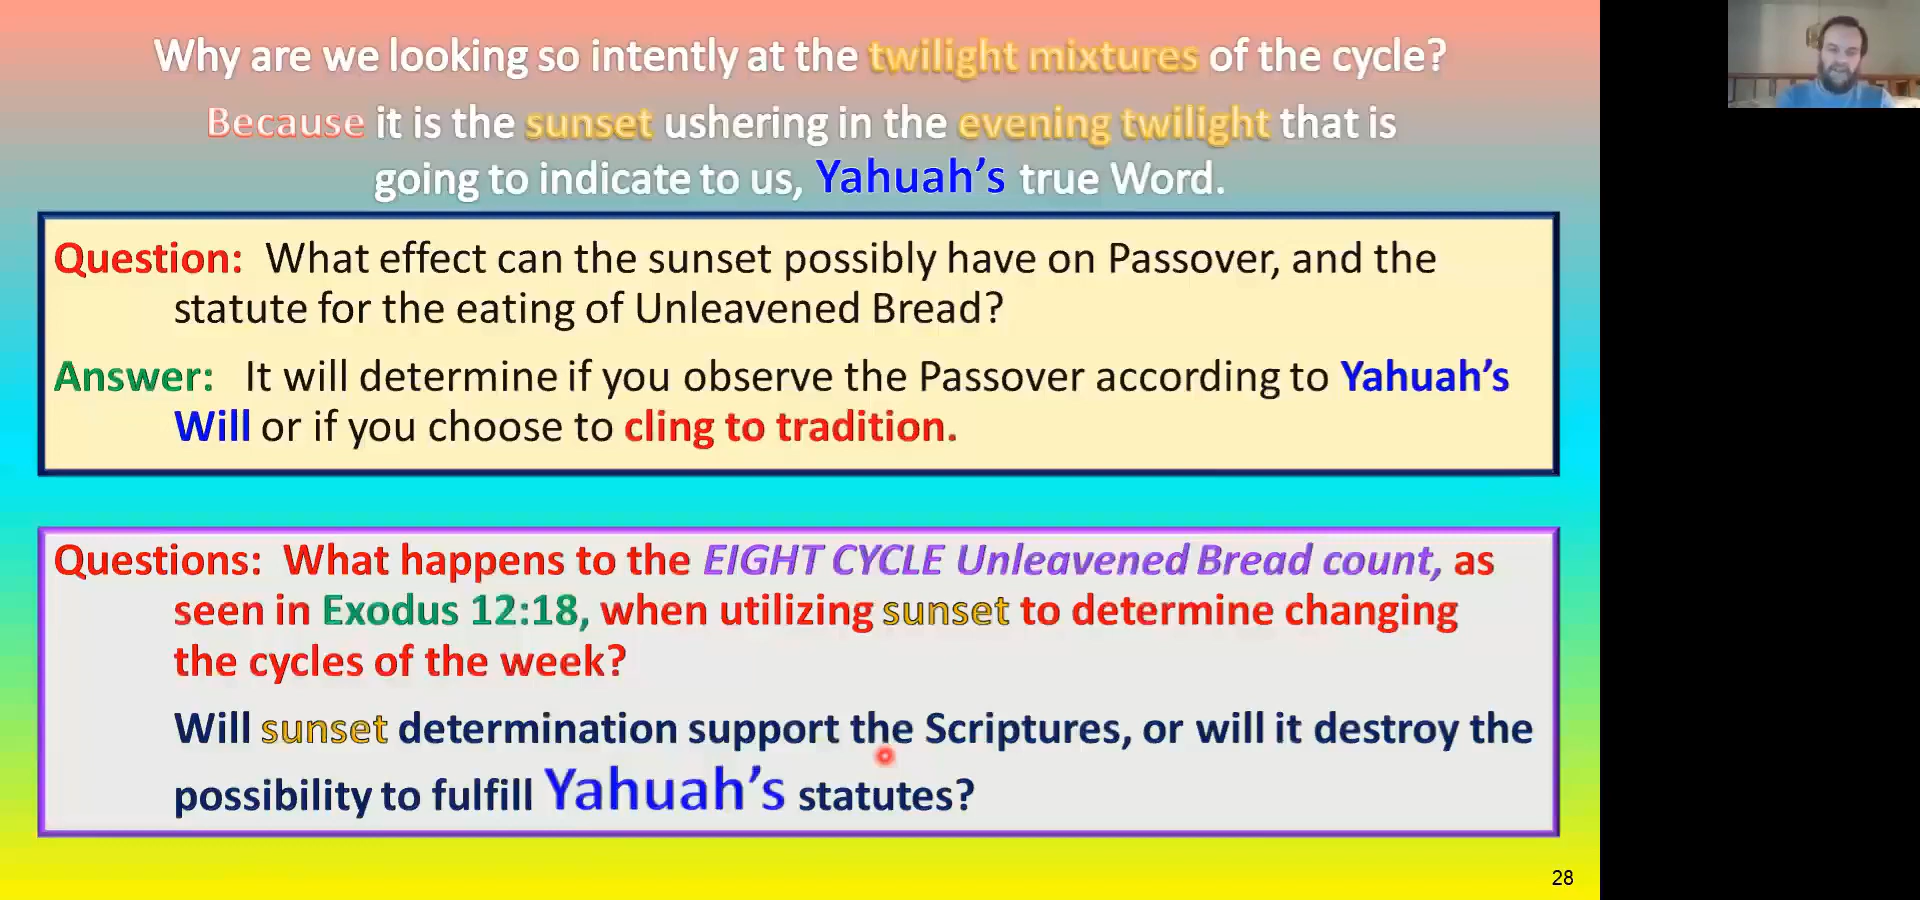 Why are we looking so intently at the twilight mixtures of the cycle?
Because it is the sunset ushering in the evening twilight that is
going to indicate to us, Yahuah's true Word.
Question: What effect can the sunset possibly have on Passover, and the
statute for the eating of Unleavened Bread?
Answer: It will determine if you observe the Passover according to Yahuah's
Will or if you choose to cling to tradition.
Questions: What happens to the EIGHT CYCLE Unleavened Bread count, as
seen in Exodus 12:18, when utilizing sunset to determine changing
the cycles of the week?
Will sunset determination support the Scriptures, or will it destroy the
possibility to fulfill Yahuah's statutes?
28